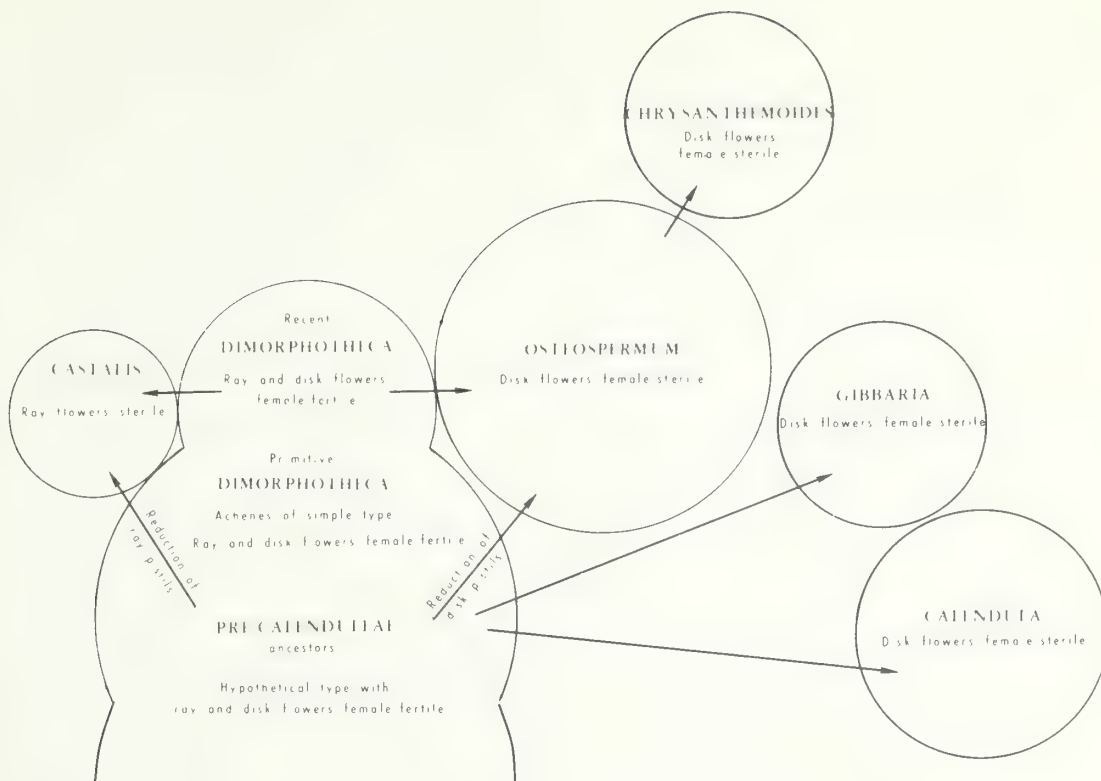 CHRYSANTHEMOIDES
Disk flowers
female sterile
Recent
DIMORPHOTHECA
Ray and disk flowers
female fertile
CASTALIS
Ray flowers sterile
OSTEOSPERMUM
Disk flowers female sterile
GIBBARIA
Disk flowers female sterile
Primitive
DIMORPHOTHECA
Achenes of simple type
Ray and disk flowers female fertile
Reduction of
ray pistils
Reduction of
disk pistils
PRECALENDULEAE
ancestors
Hypothetical type with
ray and disk flowers female fertile
CALENDULA
Disk flowers female sterile